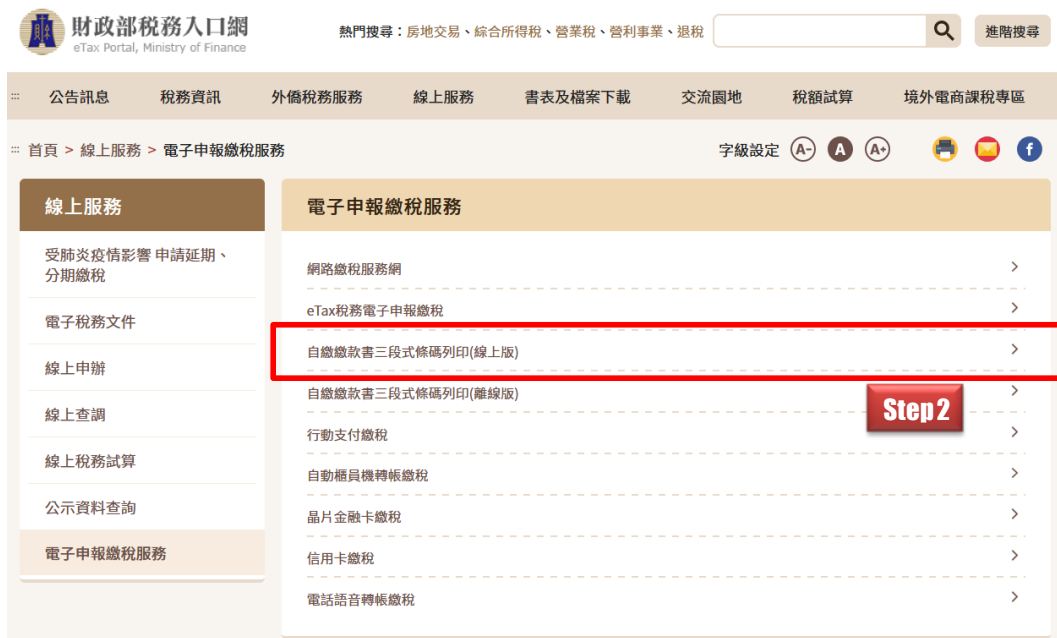 財政部稅務入口網
eTax Portal, Ministry of Finance
熱門搜尋：房地交易、綜合所得稅、營業稅、營利事業、退稅
進階搜尋
公告訊息 稅務資訊 外僑稅務服務 線上服務 書表及檔案下載 交流園地 稅額試算 境外電商課稅專區
首頁 > 線上服務 > 電子申報繳稅服務
字級設定 A- A A+ f
線上服務
受肺炎疫情影響 申請延期、
分期繳稅
電子稅務文件
線上申辦
線上查調
線上稅務試算
公示資料查詢
電子申報繳稅服務
電子申報繳稅服務
網路繳稅服務網
eTax稅務電子申報繳稅
自繳繳款書三段式條碼列印(線上版)
自繳繳款書三段式條碼列印(離線版)
Step 2
行動支付繳稅
自動櫃員機轉帳繳稅
晶片金融卡繳稅
信用卡繳稅
電話語音轉帳繳稅